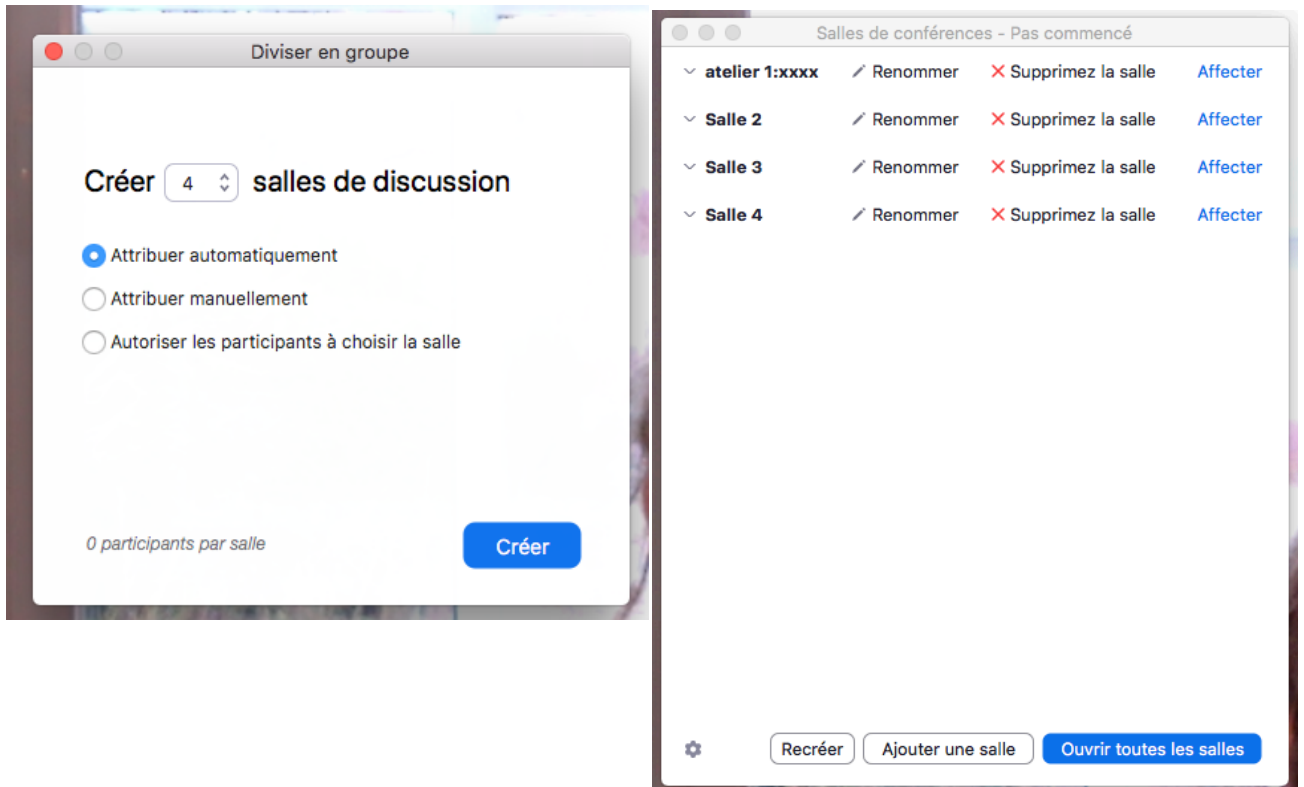 Diviser en groupe
Créer 4 salles de discussion
Attribuer automatiquement
Attribuer manuellement
Autoriser les participants à choisir la salle
0 participants par salle
Créer
Salles de conférences - Pas commencé
atelier 1:xxxx Renommer Supprimez la salle Affecter
Salle 2 Renommer Supprimez la salle Affecter
Salle 3 Renommer Supprimez la salle Affecter
Salle 4 Renommer Supprimez la salle Affecter
Recréer Ajouter une salle Ouvrir toutes les salles